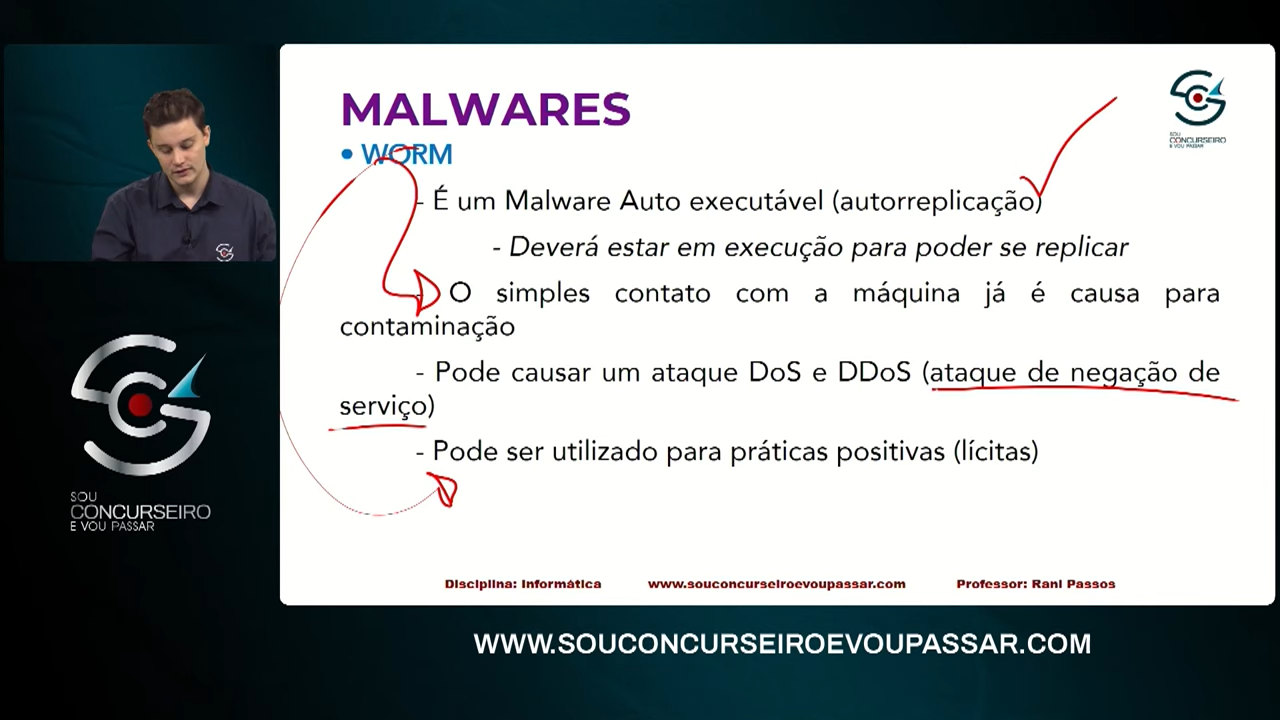 MALWARES
• WORM
- É um Malware Auto executável (autorreplicação)
- Deverá estar em execução para poder se replicar
- O simples contato com a máquina já é causa para
contaminação
- Pode causar um ataque DoS e DDoS (ataque de negação de
serviço)
- Pode ser utilizado para práticas positivas (lícitas)
SOU
CONCURSEIRO
E VOU PASSAR
SOU
CONCURSEIRO
E VOU PASSAR
Disciplina: Informática www.souconcurseiroevoupassar.com Professor: Rani Passos
WWW.SOUCONCURSEIROEVOUPASSAR.COM